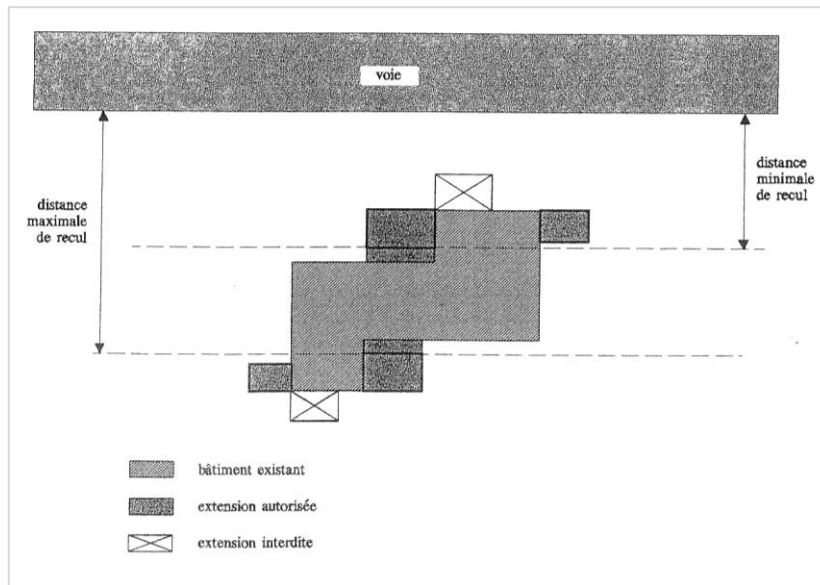 voie
distance
maximale
de recul
distance
minimale
de recul
bâtiment existant
extension autorisée
extension interdite